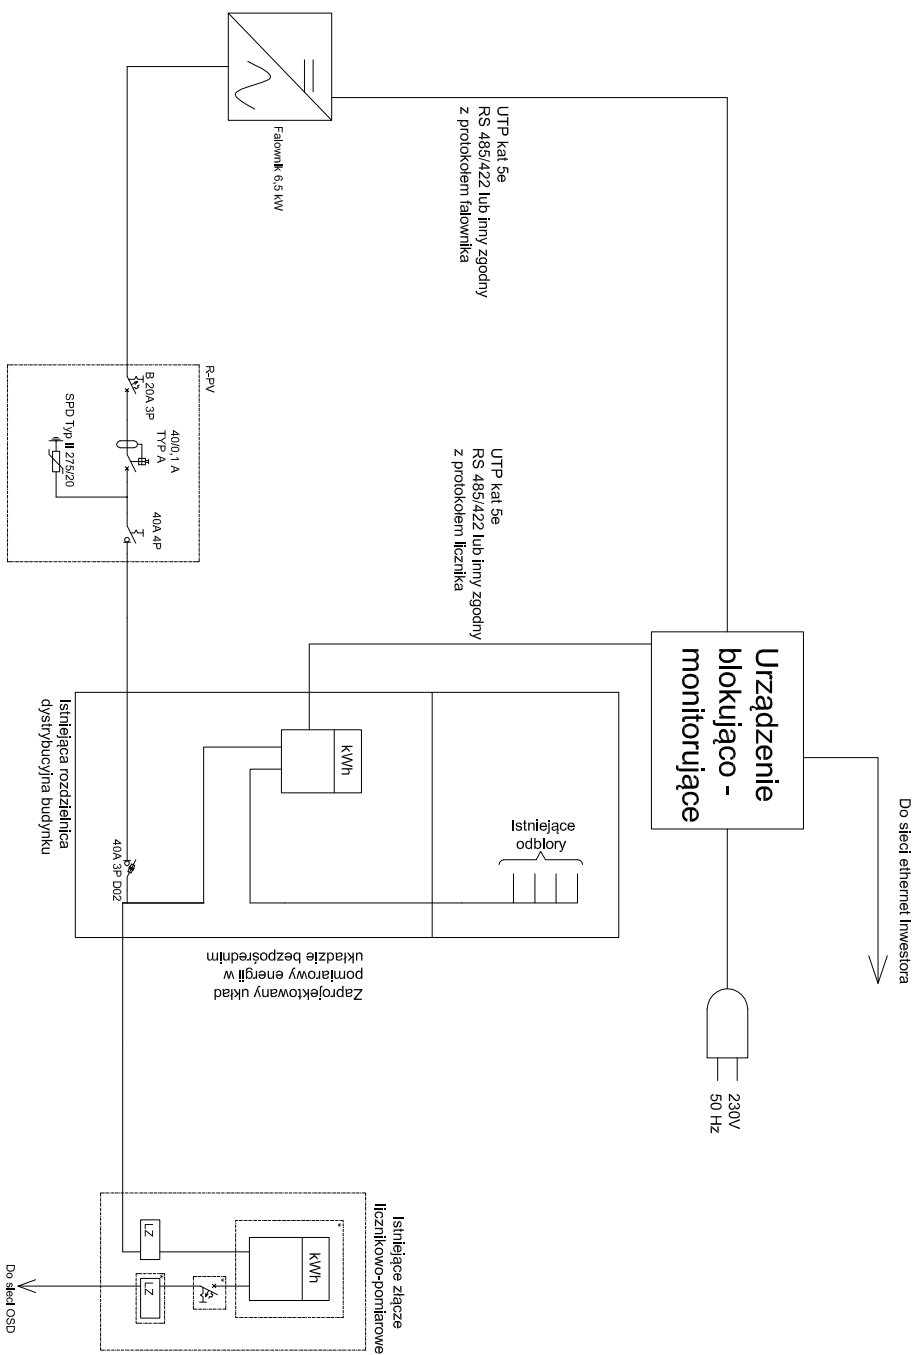 Falownik 6,5 kW
UTP kat 5e
RS 485/422 lub inny zgodny
z protokołem falownika
R-PV
B 20A 3P
40/0,1 A
TYP A
SPD Typ II 275/20
40A 4P
UTP kat 5e
RS 485/422 lub inny zgodny
z protokołem licznika
Urządzenie
blokująco -
monitorujące
Do sieci ethernet Inwestora
230V
50 Hz
Istniejąca rozdzielnica
dystrybucyjna budynku
kWh
Istniejące
odbiory
40A 3P D02
Zaprojektowany układ
pomiarowy energii w
układzie bezpośrednim
Istniejące złącze
licznikowo-pomiarowe
kWh
LZ
LZ
*
*
*
Do sieci OSD